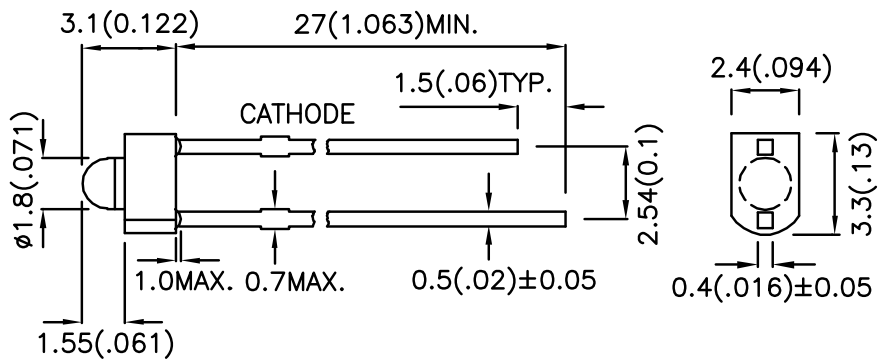 3.1(0.122)
27(1.063)MIN.
1.5(.06)TYP.
2.4(.094)
CATHODE
ø1.8(.071)
2.54(0.1)
3.3(.13)
1.0MAX.
0.7MAX.
0.5(.02)±0.05
0.4(.016)±0.05
1.55(.061)